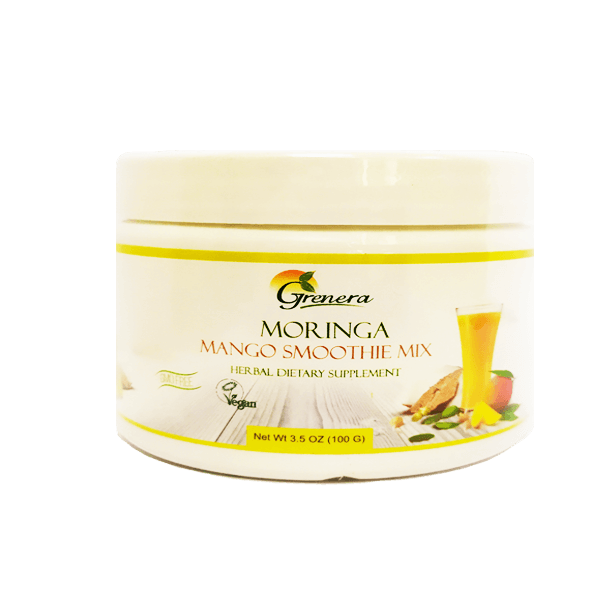 Grenera
MORINGA
MANGO SMOOTHIE MIX
HERBAL DIETARY SUPPLEMENT
Vegan
Net Wt 3.5 OZ (100 G)